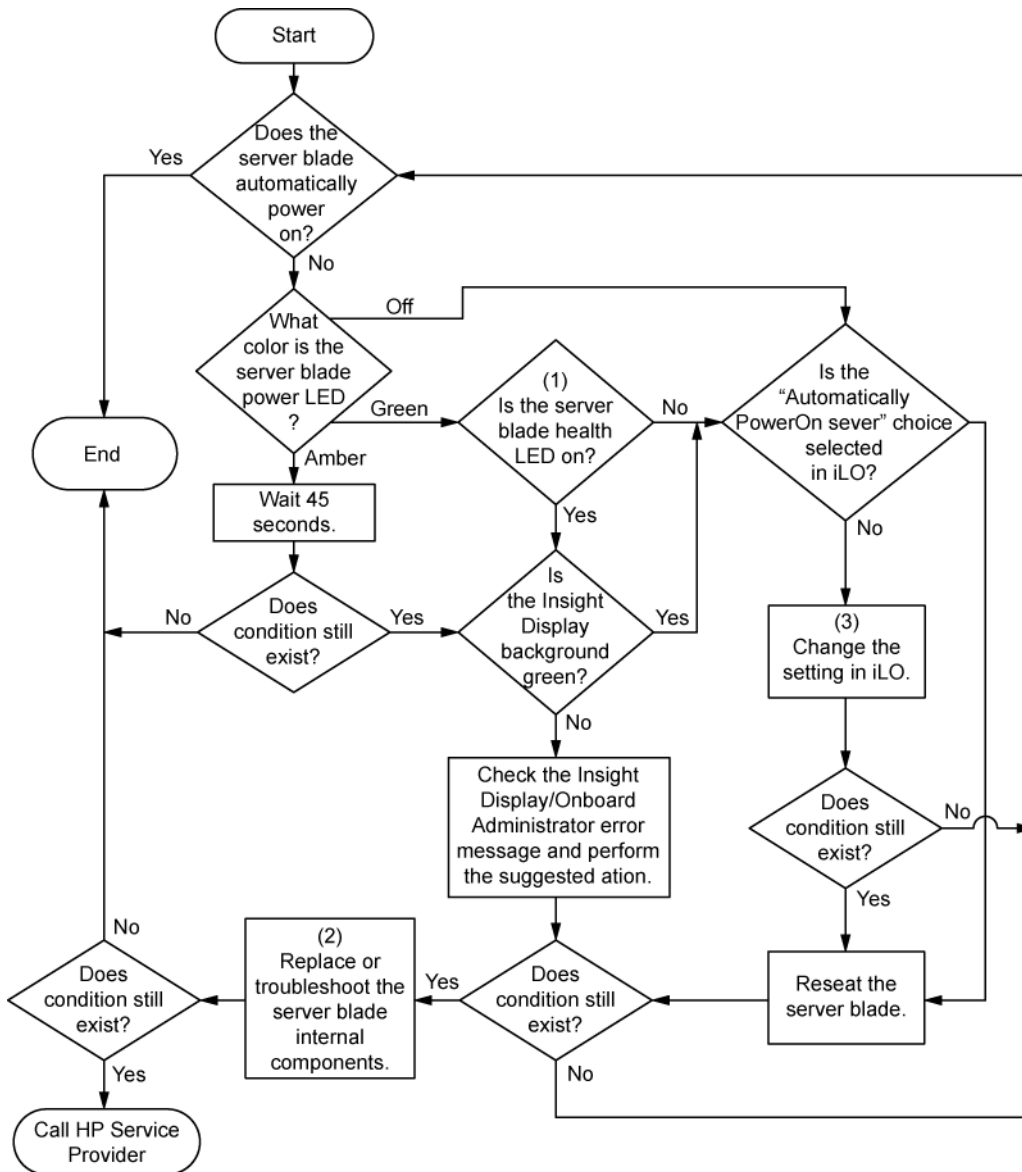 Start
Does the
server blade
automatically
power
on?
Yes
No
What
color is the
server blade
power LED
?
Off
Green
Amber
(1)
Is the server
blade health
LED on?
No
Yes
Is the
“Automatically
PowerOn sever” choice
selected
in iLO?
No
End
Wait 45
seconds.
Does
condition still
exist?
No
Yes
Is
the Insight
Display
background
green?
Yes
No
(3)
Change the
setting in iLO.
Check the Insight
Display/Onboard
Administrator error
message and perform
the suggested ation.
Does
condition still
exist?
No
Yes
Reseat the
server blade.
Does
condition still
exist?
Yes
No
(2)
Replace or
troubleshoot the
server blade
internal
components.
No
Does
condition still
exist?
Yes
Call HP Service
Provider